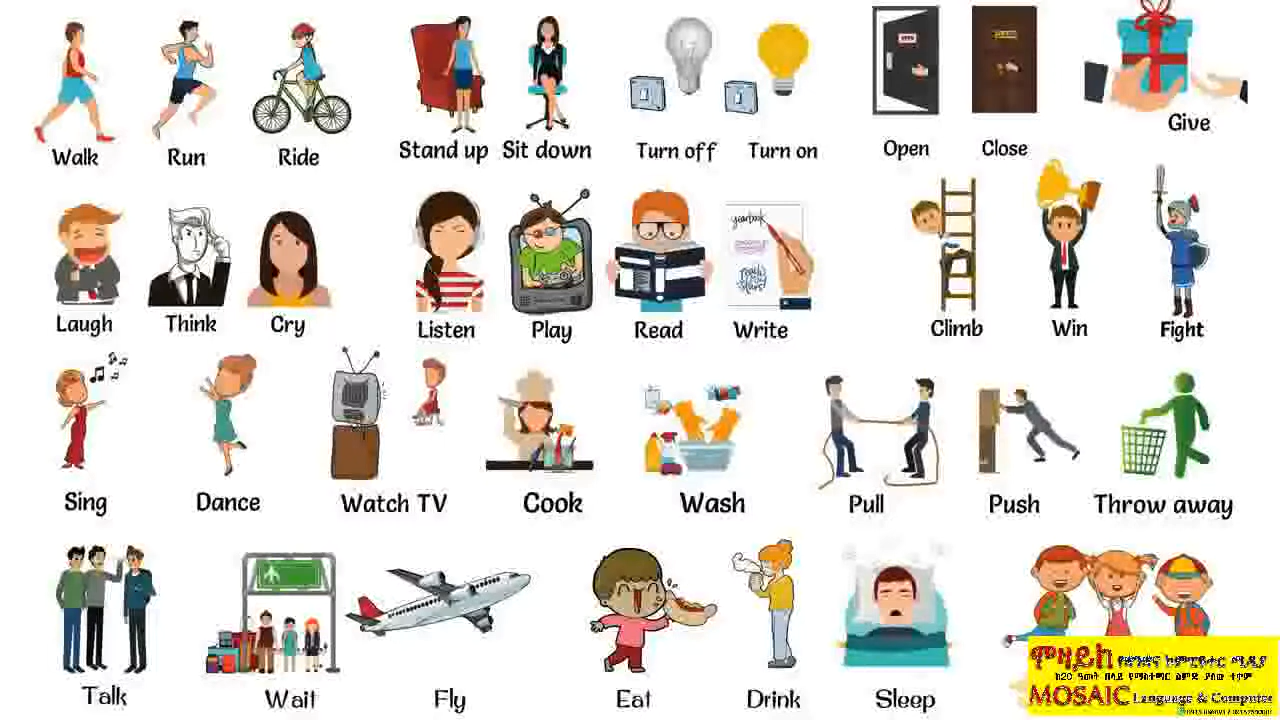 Walk Run Ride Stand up Sit down Turn off Turn on Open Close Give
Laugh Think Cry Listen Play Read Write Climb Win Fight
yearbook
Sing Dance Watch TV Cook Wash Pull Push Throw away
Talk Wait Fly Eat Drink Sleep
ሞዛይክ
MOSAIC Language & Computer